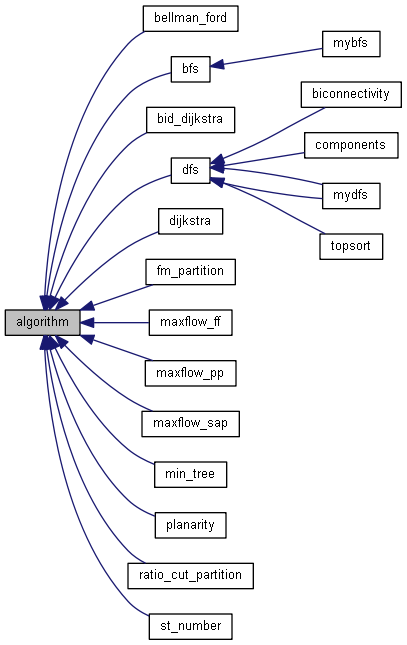 bellman_ford
mybfs
bfs
biconnectivity
bid_dijkstra
components
dfs
mydfs
dijkstra
topsort
fm_partition
algorithm
maxflow_ff
maxflow_pp
maxflow_sap
min_tree
planarity
ratio_cut_partition
st_number